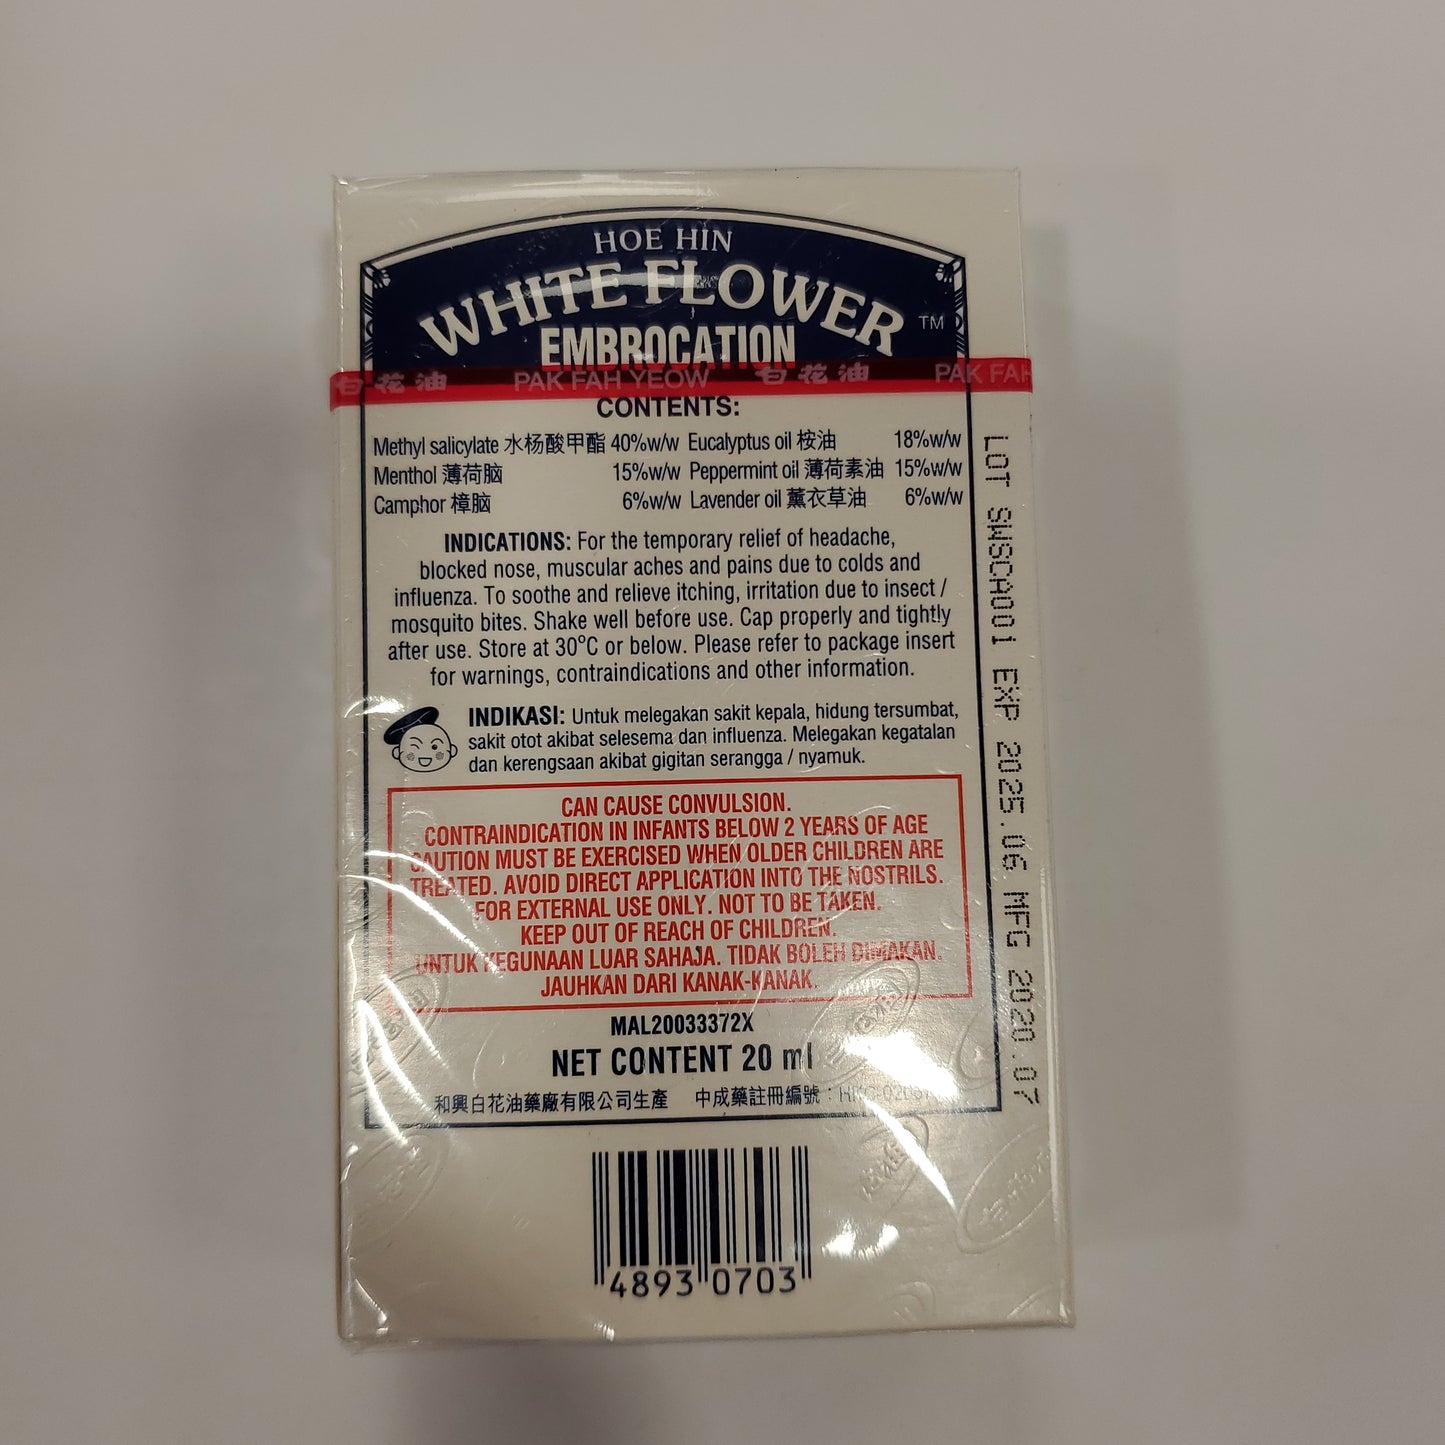 HOE HIN
WHITE FLOWER TM
EMBROCATION
白花油 PAK FAH YEOW 白花油 PAK FAH
CONTENTS:
Methyl salicylate 水杨酸甲酯 40%w/w Eucalyptus oil 桉油 18%w/w
Menthol 薄荷脑 15%w/w Peppermint oil 薄荷素油 15%w/w
Camphor 樟脑 6%w/w Lavender oil 薰衣草油 6%w/w
INDICATIONS: For the temporary relief of headache,
blocked nose, muscular aches and pains due to colds and
influenza. To soothe and relieve itching, irritation due to insect /
mosquito bites. Shake well before use. Cap properly and tightly
after use. Store at 30°C or below. Please refer to package insert
for warnings, contraindications and other information.
INDIKASI: Untuk melegakan sakit kepala, hidung tersumbat,
sakit otot akibat selesema dan influenza. Melegakan kegatalan
dan kerengsaan akibat gigitan serangga / nyamuk.
CAN CAUSE CONVULSION.
CONTRAINDICATION IN INFANTS BELOW 2 YEARS OF AGE
CAUTION MUST BE EXERCISED WHEN OLDER CHILDREN ARE
TREATED. AVOID DIRECT APPLICATION INTO THE NOSTRILS.
FOR EXTERNAL USE ONLY. NOT TO BE TAKEN.
KEEP OUT OF REACH OF CHILDREN.
UNTUK KEGUNAAN LUAR SAHAJA. TIDAK BOLEH DIMAKAN.
JAUHKAN DARI KANAK-KANAK.
MAL20033372X
NET CONTENT 20 ml
和興白花油藥廠有限公司生產 中成藥註冊編號：
4893 0703
LOT SWSCA001 EXP 2025.06 MFG 2020.07